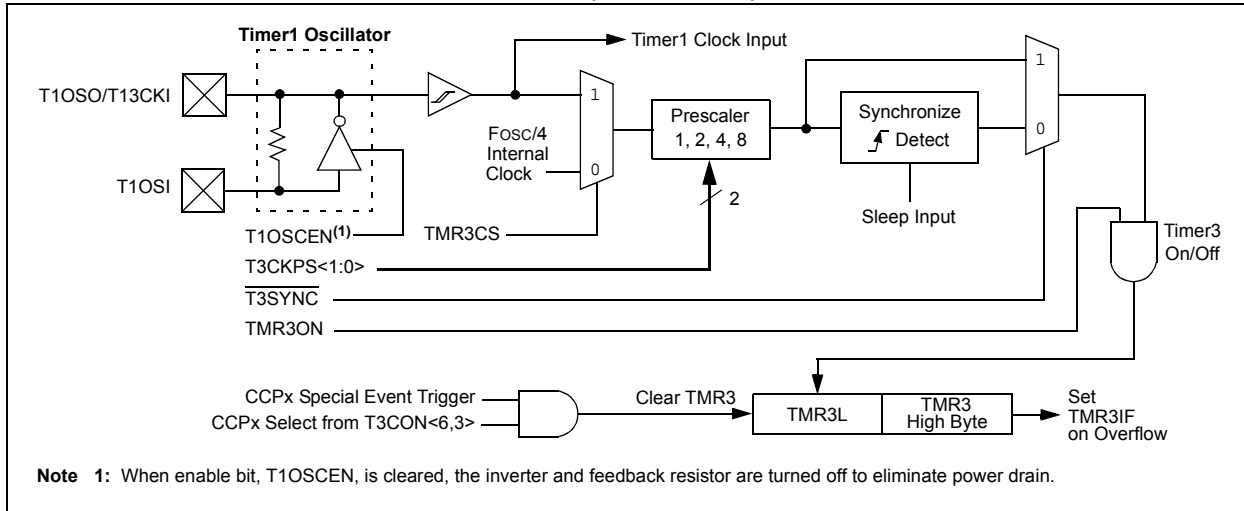 Timer1 Oscillator
Timer1 Clock Input
T1OSO/T13CKI
T1OSI
1
FOSC/4
Internal
Clock
0
Prescaler
1, 2, 4, 8
2
Synchronize
Detect
Sleep Input
1
0
Timer3
On/Off
T1OSCEN(1)
TMR3CS
T3CKPS<1:0>
T3SYNC
TMR3ON
CCPx Special Event Trigger
CCPx Select from T3CON<6,3>
Clear TMR3
TMR3L
TMR3
High Byte
Set
TMR3IF
on Overflow
Note 1: When enable bit, T1OSCEN, is cleared, the inverter and feedback resistor are turned off to eliminate power drain.